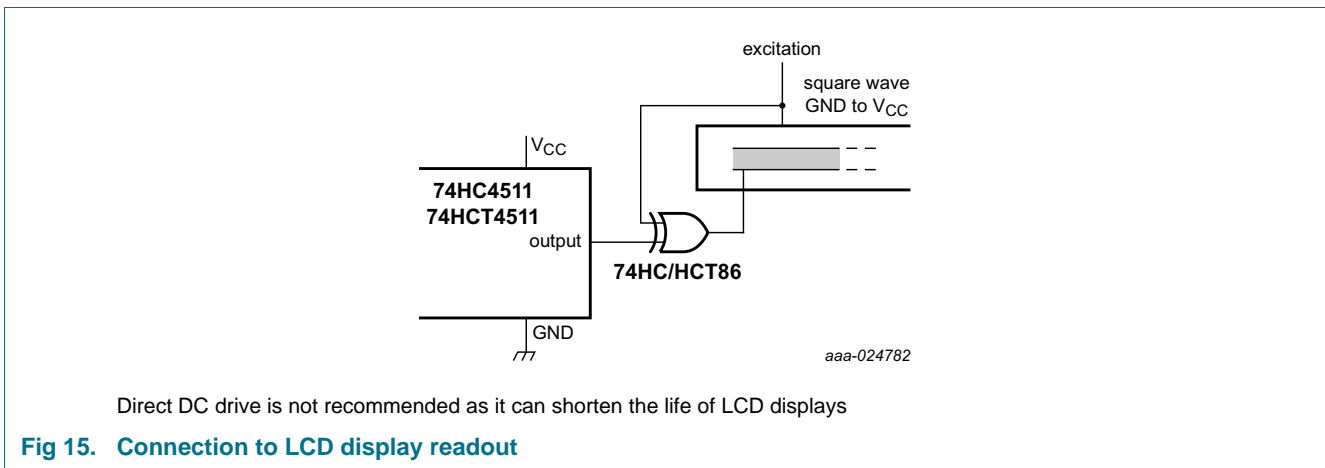 excitation
square wave
GND to VCC
VCC
74HC4511
74HCT4511
output
74HC/HCT86
GND
aaa-024782
Direct DC drive is not recommended as it can shorten the life of LCD displays
Fig 15. Connection to LCD display readout